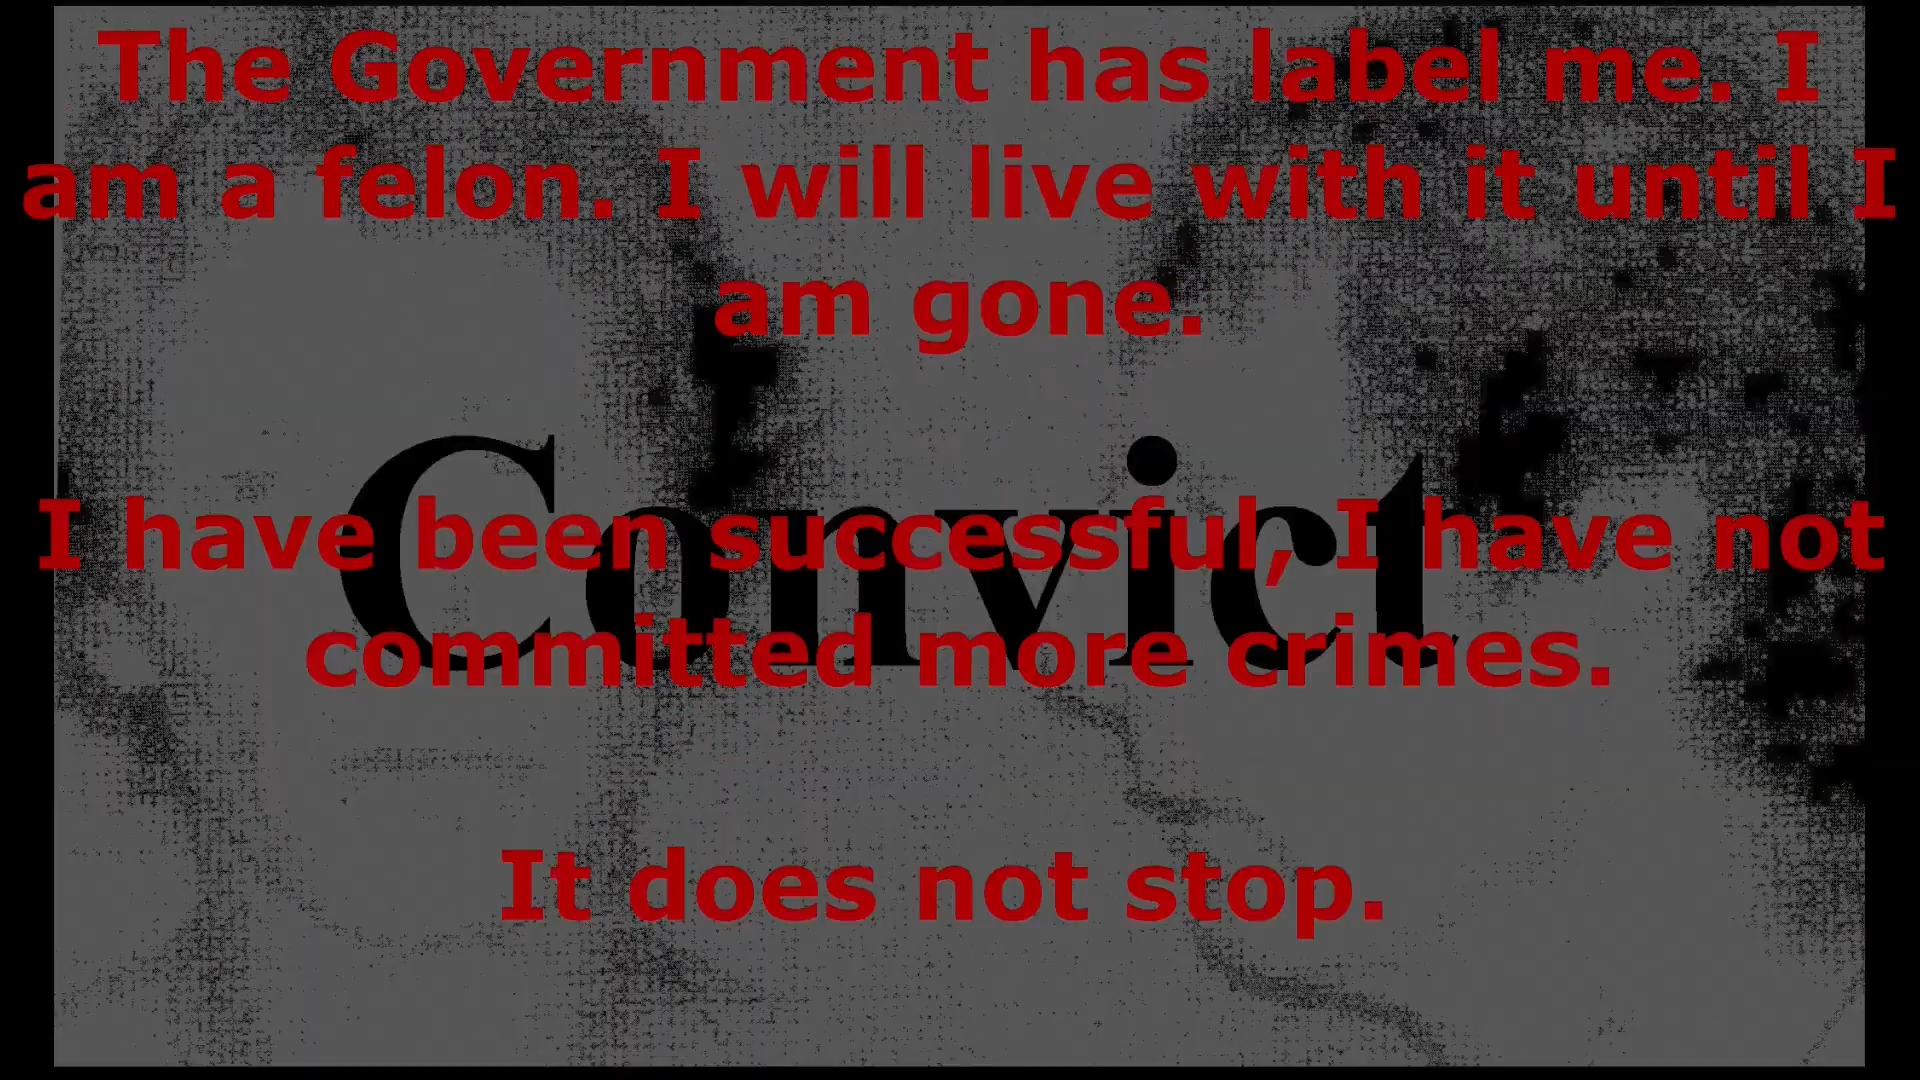 The Government has label me. I
am a felon. I will live with it until I
am gone.
Convict
I have been successful, I have not
committed more crimes.
It does not stop.